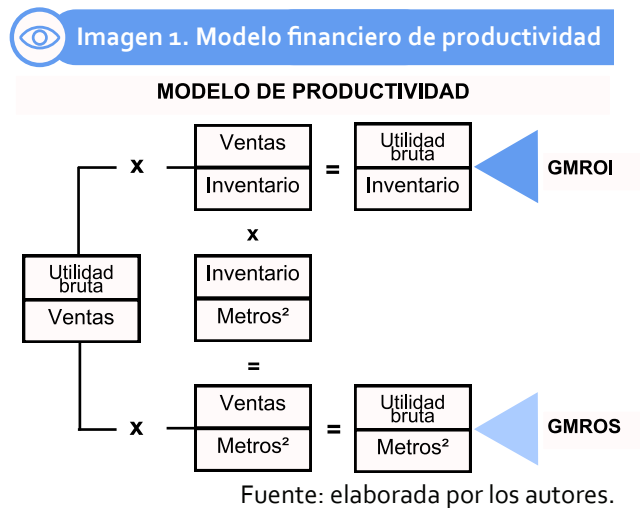 Imagen 1. Modelo financiero de productividad
MODELO DE PRODUCTIVIDAD
x
Ventas
Inventario
=
Utilidad
bruta
Inventario
GMROI
x
Utilidad
bruta
Ventas
Inventario
Metros²
=
x
Ventas
Metros²
=
Utilidad
bruta
Metros²
GMROS
Fuente: elaborada por los autores.